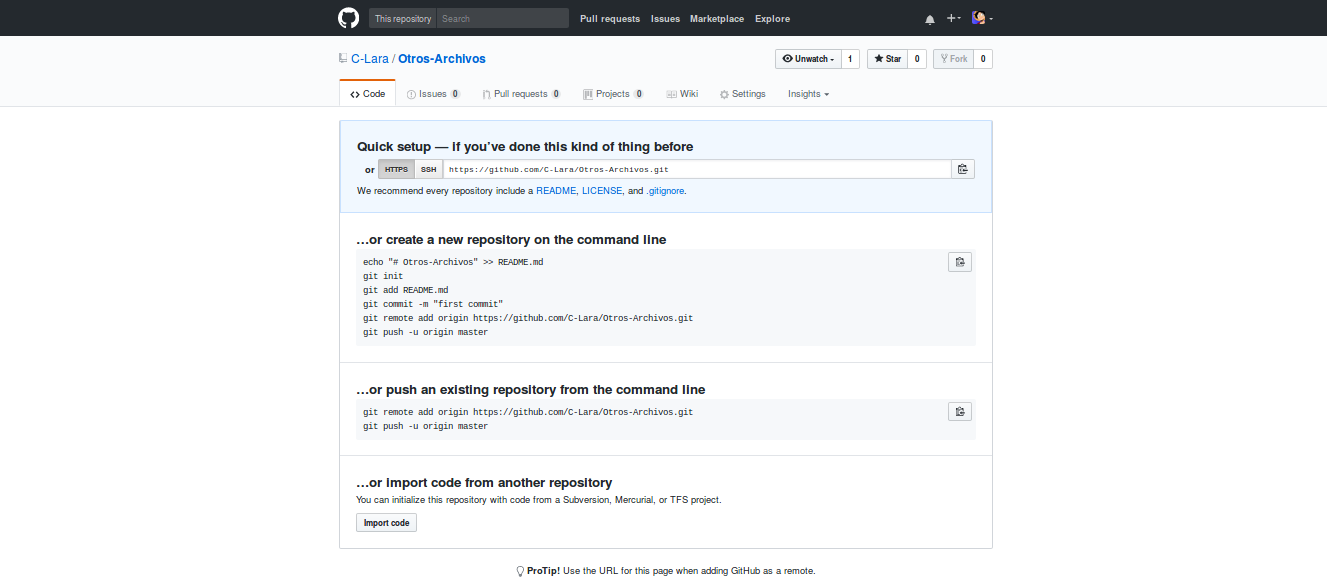 This repository Search Pull requests Issues Marketplace Explore
C-Lara / Otros-Archivos Unwatch 1 Star 0 Fork 0
Code Issues 0 Pull requests 0 Projects 0 Wiki Settings Insights
Quick setup — if you've done this kind of thing before
or HTTPS SSH https://github.com/C-Lara/Otros-Archivos.git
We recommend every repository include a README, LICENSE, and .gitignore.
…or create a new repository on the command line
echo "# Otros-Archivos" >> README.md
git init
git add README.md
git commit -m "first commit"
git remote add origin https://github.com/C-Lara/Otros-Archivos.git
git push -u origin master
…or push an existing repository from the command line
git remote add origin https://github.com/C-Lara/Otros-Archivos.git
git push -u origin master
…or import code from another repository
You can initialize this repository with code from a Subversion, Mercurial, or TFS project.
Import code
ProTip! Use the URL for this page when adding GitHub as a remote.